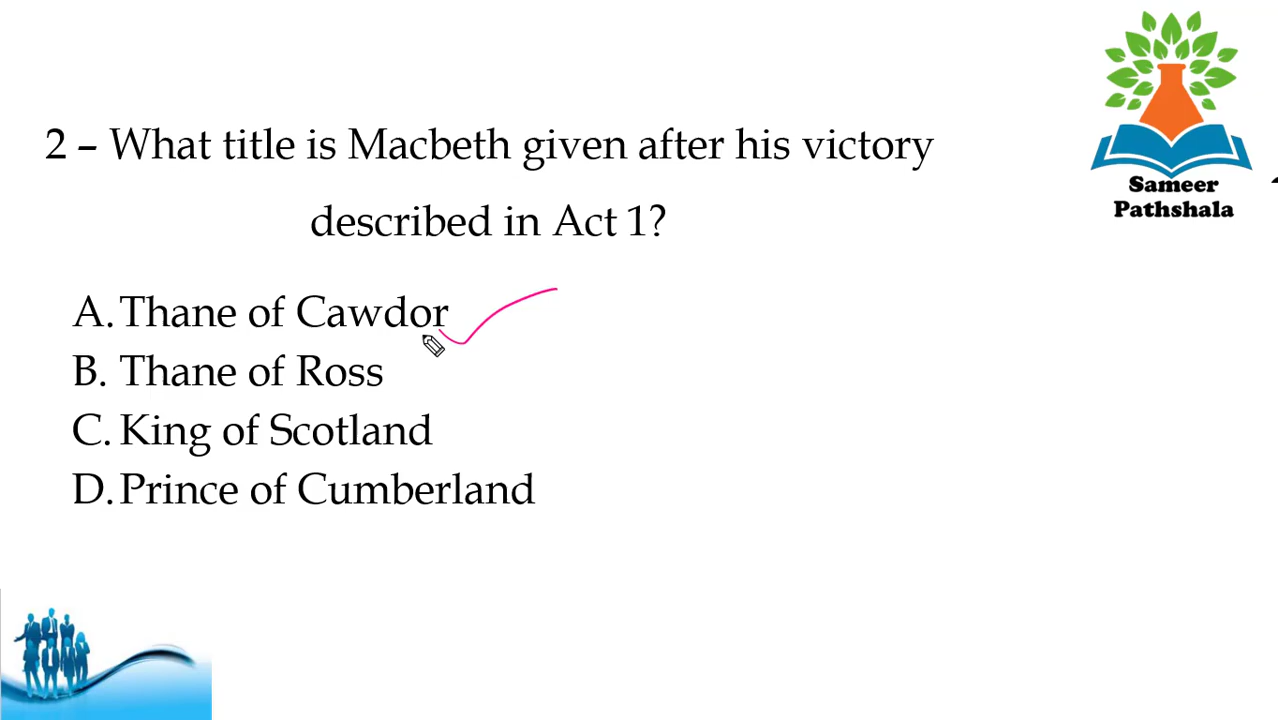 2 – What title is Macbeth given after his victory
described in Act 1?
A. Thane of Cawdor
B. Thane of Ross
C. King of Scotland
D. Prince of Cumberland
Sameer
Pathshala